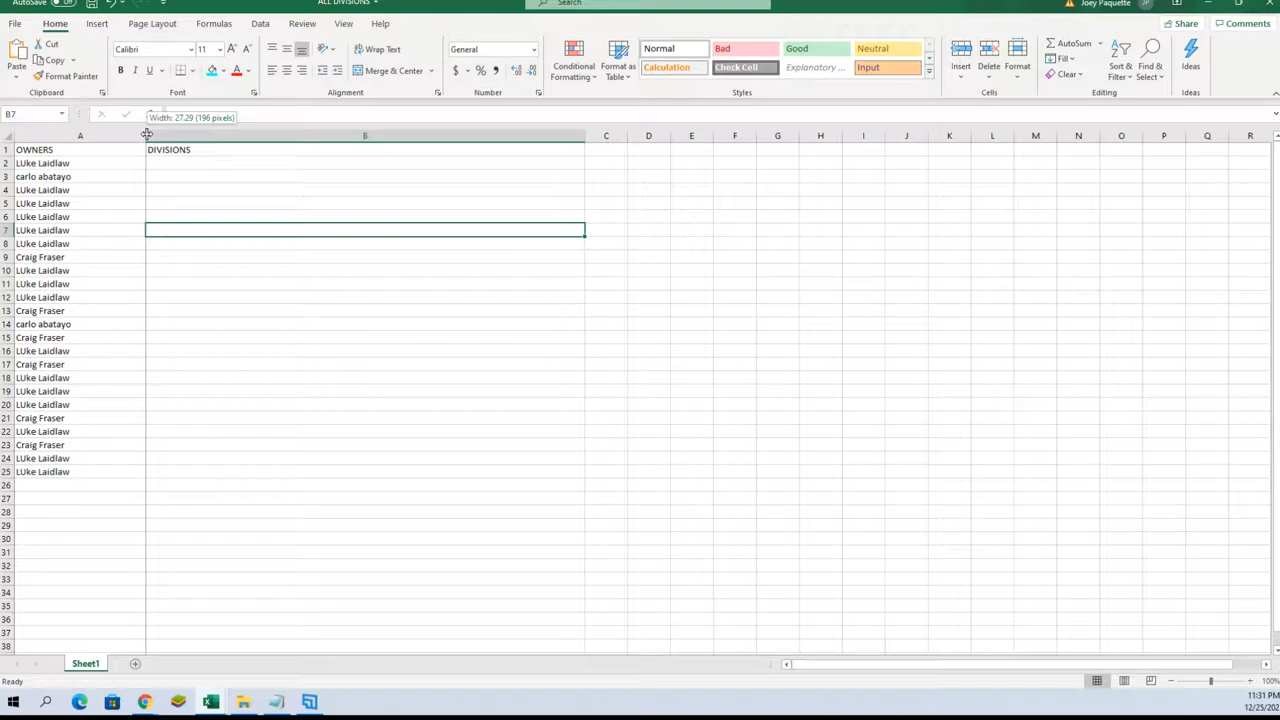 AutoSave Off ALL DIVISIONS Search Joey Paquette JP
File Home Insert Page Layout Formulas Data Review View Help Share Comments
Cut Calibri 11 Wrap Text General Normal Bad Good Neutral AutoSum
Copy Fill
Paste Format Painter Merge & Center Conditional Formatting Format as Table Calculation Check Cell Explanatory ... Input Insert Delete Format Clear Sort & Filter Find & Select Ideas
Clipboard Font Alignment Number Styles Cells Editing Ideas
B7 Width: 27.29 (196 pixels)
A B C D E F G H I J K L M N O P Q R
1 OWNERS DIVISIONS
2 LUke Laidlaw
3 carlo abatayo
4 LUke Laidlaw
5 LUke Laidlaw
6 LUke Laidlaw
7 LUke Laidlaw
8 LUke Laidlaw
9 Craig Fraser
10 LUke Laidlaw
11 LUke Laidlaw
12 LUke Laidlaw
13 Craig Fraser
14 carlo abatayo
15 Craig Fraser
16 LUke Laidlaw
17 Craig Fraser
18 LUke Laidlaw
19 LUke Laidlaw
20 LUke Laidlaw
21 Craig Fraser
22 LUke Laidlaw
23 Craig Fraser
24 LUke Laidlaw
25 LUke Laidlaw
26
27
28
29
30
31
32
33
34
35
36
37
38
Sheet1
Ready 100%
11:31 PM
12/25/202